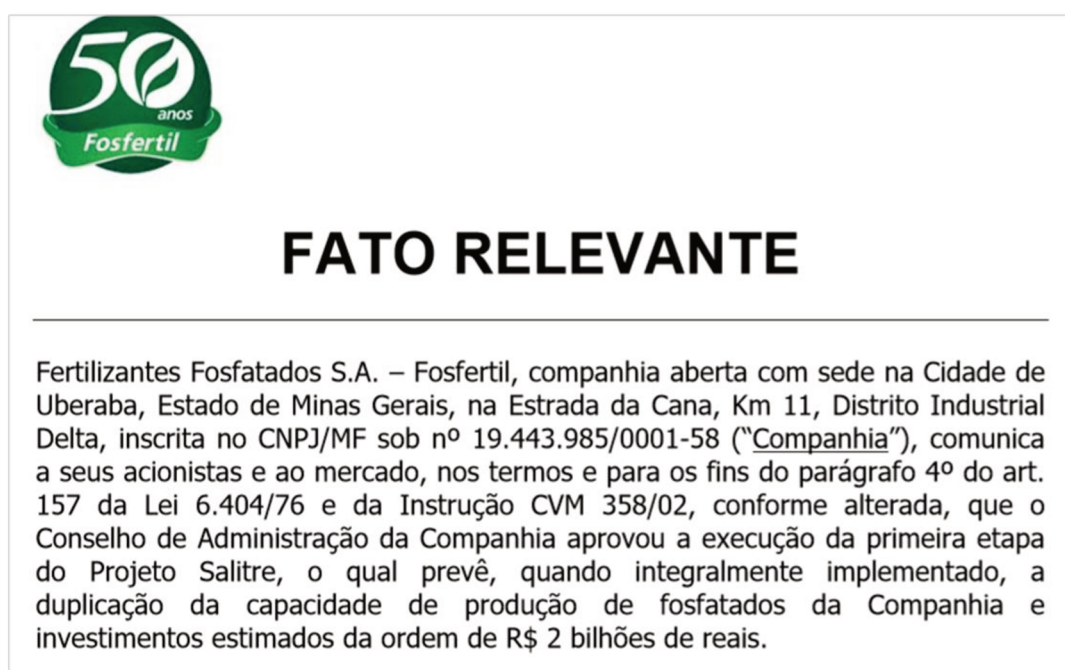 50
anos
Fosfertil
FATO RELEVANTE
Fertilizantes Fosfatados S.A. – Fosfertil, companhia aberta com sede na Cidade de
Uberaba, Estado de Minas Gerais, na Estrada da Cana, Km 11, Distrito Industrial
Delta, inscrita no CNPJ/MF sob nº 19.443.985/0001-58 (“Companhia”), comunica
a seus acionistas e ao mercado, nos termos e para os fins do parágrafo 4º do art.
157 da Lei 6.404/76 e da Instrução CVM 358/02, conforme alterada, que o
Conselho de Administração da Companhia aprovou a execução da primeira etapa
do Projeto Salitre, o qual prevê, quando integralmente implementado, a
duplicação da capacidade de produção de fosfatados da Companhia e
investimentos estimados da ordem de R$ 2 bilhões de reais.